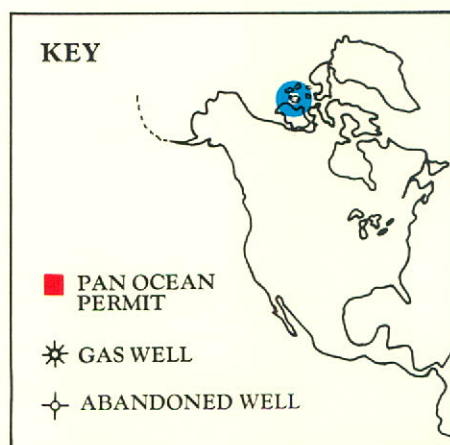 KEY
PAN OCEAN
PERMIT
GAS WELL
ABANDONED WELL